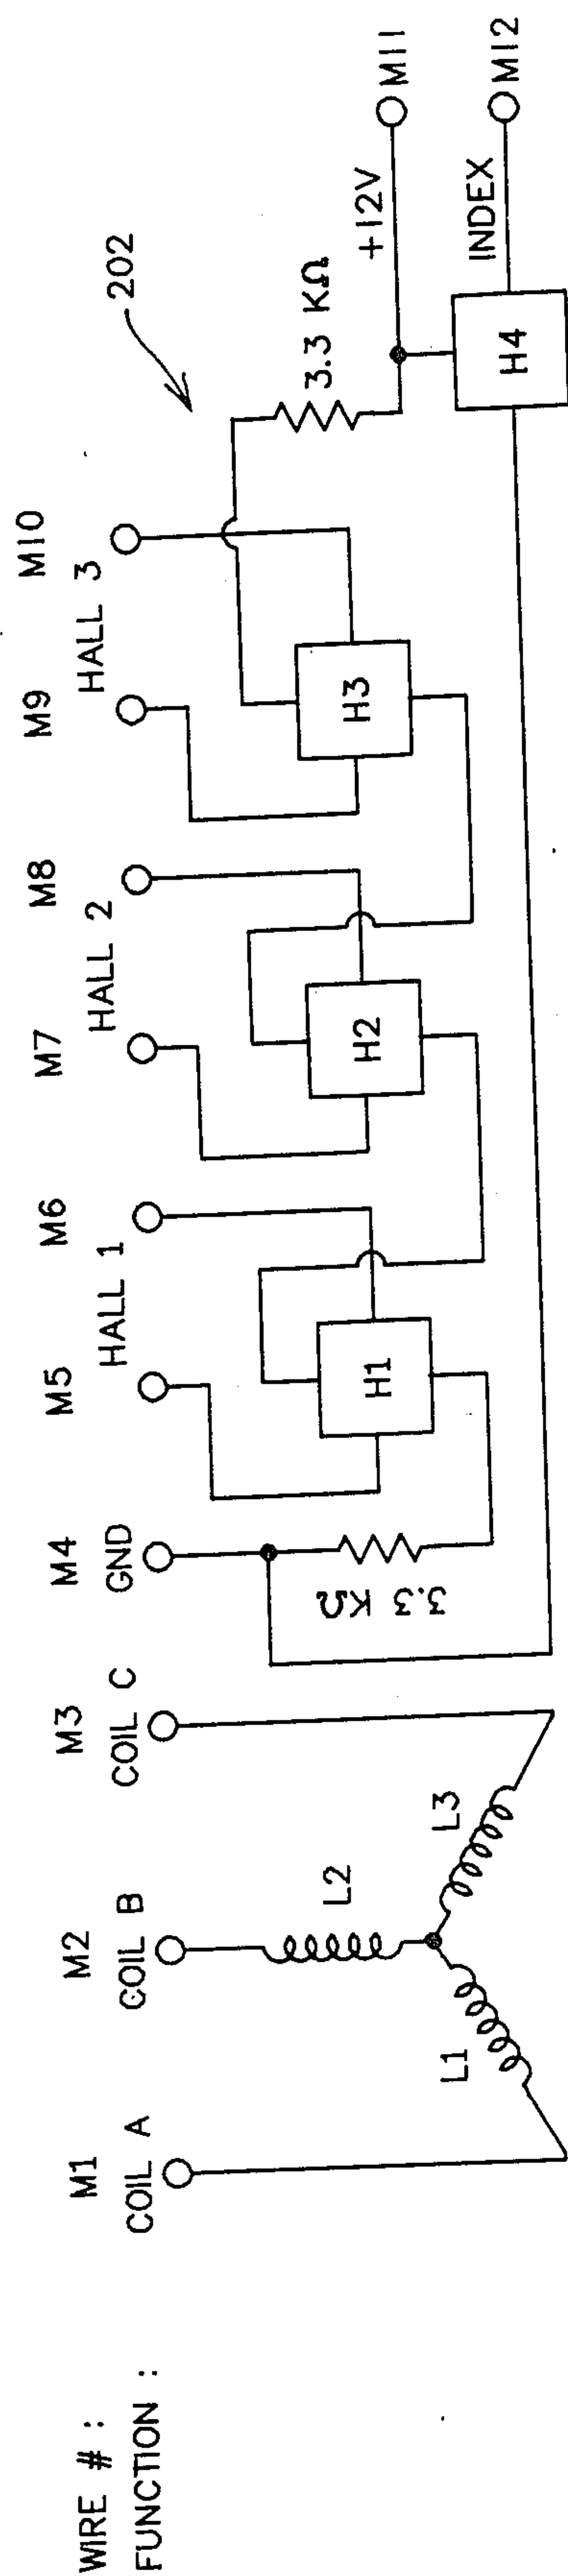 WIRE # :
FUNCTION :
M1
COIL A
M2
COIL B
M3
COIL C
M4
GND
M5
HALL 1
M6
M7
HALL 2
M8
M9
HALL 3
M10
202
3.3 KΩ
+12V
M11
INDEX
M12
L1
L2
L3
3.3 KΩ
H1
H2
H3
H4